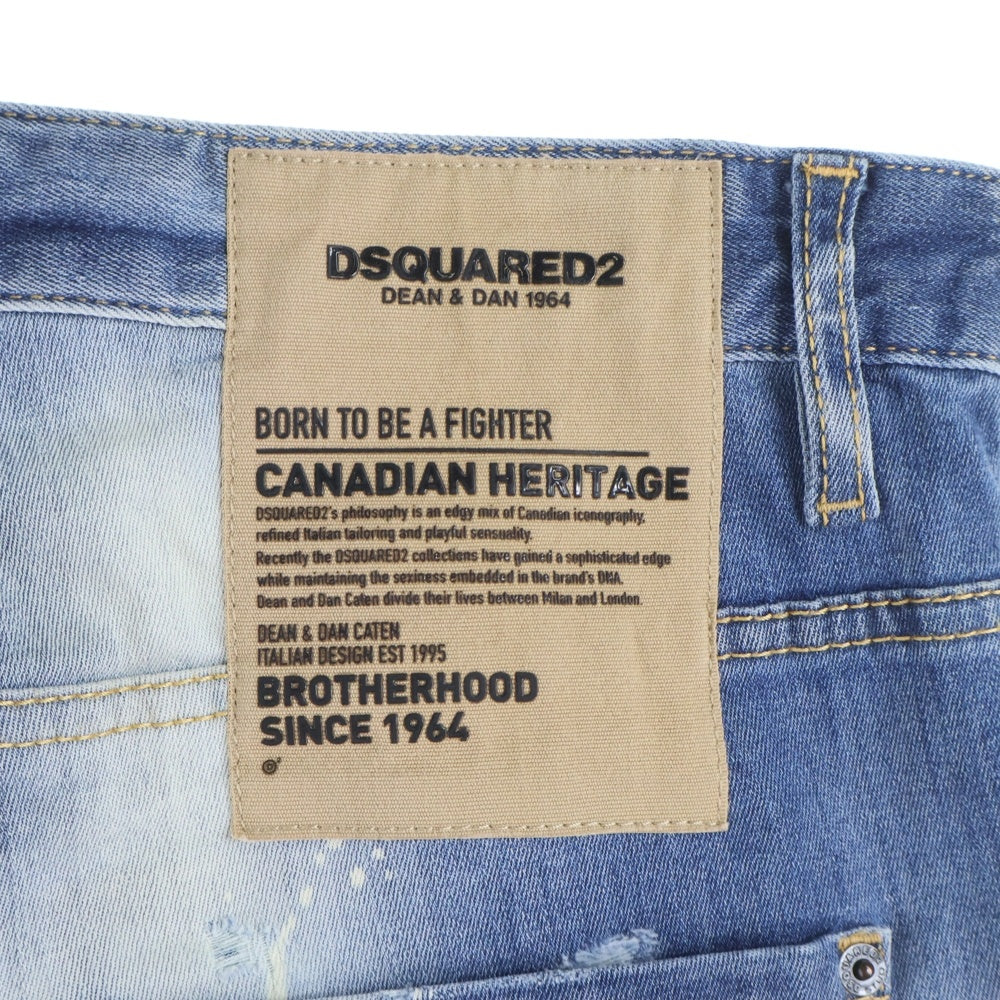 DSQUARED2
DEAN & DAN 1964
BORN TO BE A FIGHTER
CANADIAN HERITAGE
DSQUARED2's philosophy is an edgy mix of Canadian iconography,
refined Italian tailoring and playful sensuality.
Recently the DSQUARED2 collections have gained a sophisticated edge
while maintaining the sexiness embedded in the brand's DNA.
Dean and Dan Caten divide their lives between Milan and London.
DEAN & DAN CATEN
ITALIAN DESIGN EST 1995
BROTHERHOOD
SINCE 1964